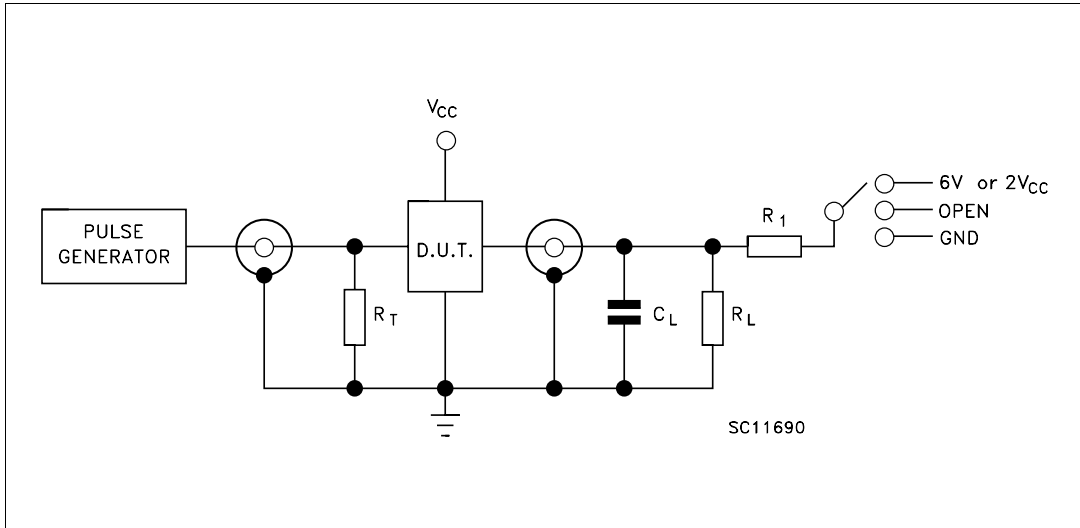 VCC
PULSE
GENERATOR
D.U.T.
RT
CL
RL
R1
6V or 2VCC
OPEN
GND
SC11690